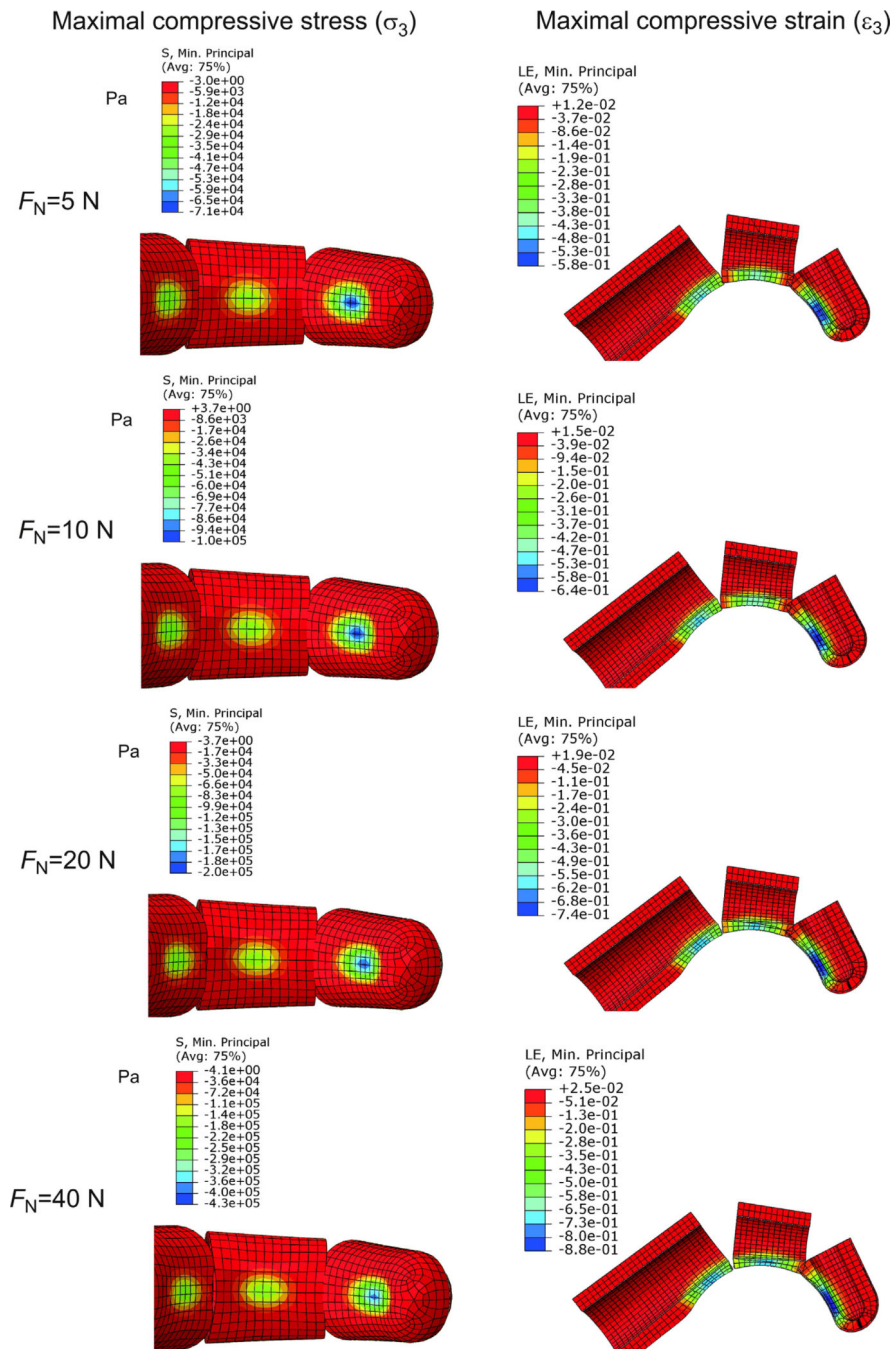 Maximal compressive stress (σ₃)
Maximal compressive strain (ε₃)
F_N=5 N
Pa
S, Min. Principal
(Avg: 75%)
-3.0e+00
-5.9e+03
-1.2e+04
-1.8e+04
-2.4e+04
-2.9e+04
-3.5e+04
-4.1e+04
-4.7e+04
-5.3e+04
-5.9e+04
-6.5e+04
-7.1e+04
LE, Min. Principal
(Avg: 75%)
+1.2e-02
-3.7e-02
-8.6e-02
-1.4e-01
-1.9e-01
-2.3e-01
-2.8e-01
-3.3e-01
-3.8e-01
-4.3e-01
-4.8e-01
-5.3e-01
-5.8e-01
F_N=10 N
Pa
S, Min. Principal
(Avg: 75%)
+3.7e+00
-8.6e+03
-1.7e+04
-2.6e+04
-3.4e+04
-4.3e+04
-5.1e+04
-6.0e+04
-6.9e+04
-7.7e+04
-8.6e+04
-9.4e+04
-1.0e+05
LE, Min. Principal
(Avg: 75%)
+1.5e-02
-3.9e-02
-9.4e-02
-1.5e-01
-2.0e-01
-2.6e-01
-3.1e-01
-3.7e-01
-4.2e-01
-4.7e-01
-5.3e-01
-5.8e-01
-6.4e-01
F_N=20 N
Pa
S, Min. Principal
(Avg: 75%)
-3.7e+00
-1.7e+04
-3.3e+04
-5.0e+04
-6.6e+04
-8.3e+04
-9.9e+04
-1.2e+05
-1.3e+05
-1.5e+05
-1.7e+05
-1.8e+05
-2.0e+05
LE, Min. Principal
(Avg: 75%)
+1.9e-02
-4.5e-02
-1.1e-01
-1.7e-01
-2.4e-01
-3.0e-01
-3.6e-01
-4.3e-01
-4.9e-01
-5.5e-01
-6.2e-01
-6.8e-01
-7.4e-01
F_N=40 N
Pa
S, Min. Principal
(Avg: 75%)
-4.1e+00
-3.6e+04
-7.2e+04
-1.1e+05
-1.4e+05
-1.8e+05
-2.2e+05
-2.5e+05
-2.9e+05
-3.2e+05
-3.6e+05
-4.0e+05
-4.3e+05
LE, Min. Principal
(Avg: 75%)
+2.5e-02
-5.1e-02
-1.3e-01
-2.0e-01
-2.8e-01
-3.5e-01
-4.3e-01
-5.0e-01
-5.8e-01
-6.5e-01
-7.3e-01
-8.0e-01
-8.8e-01